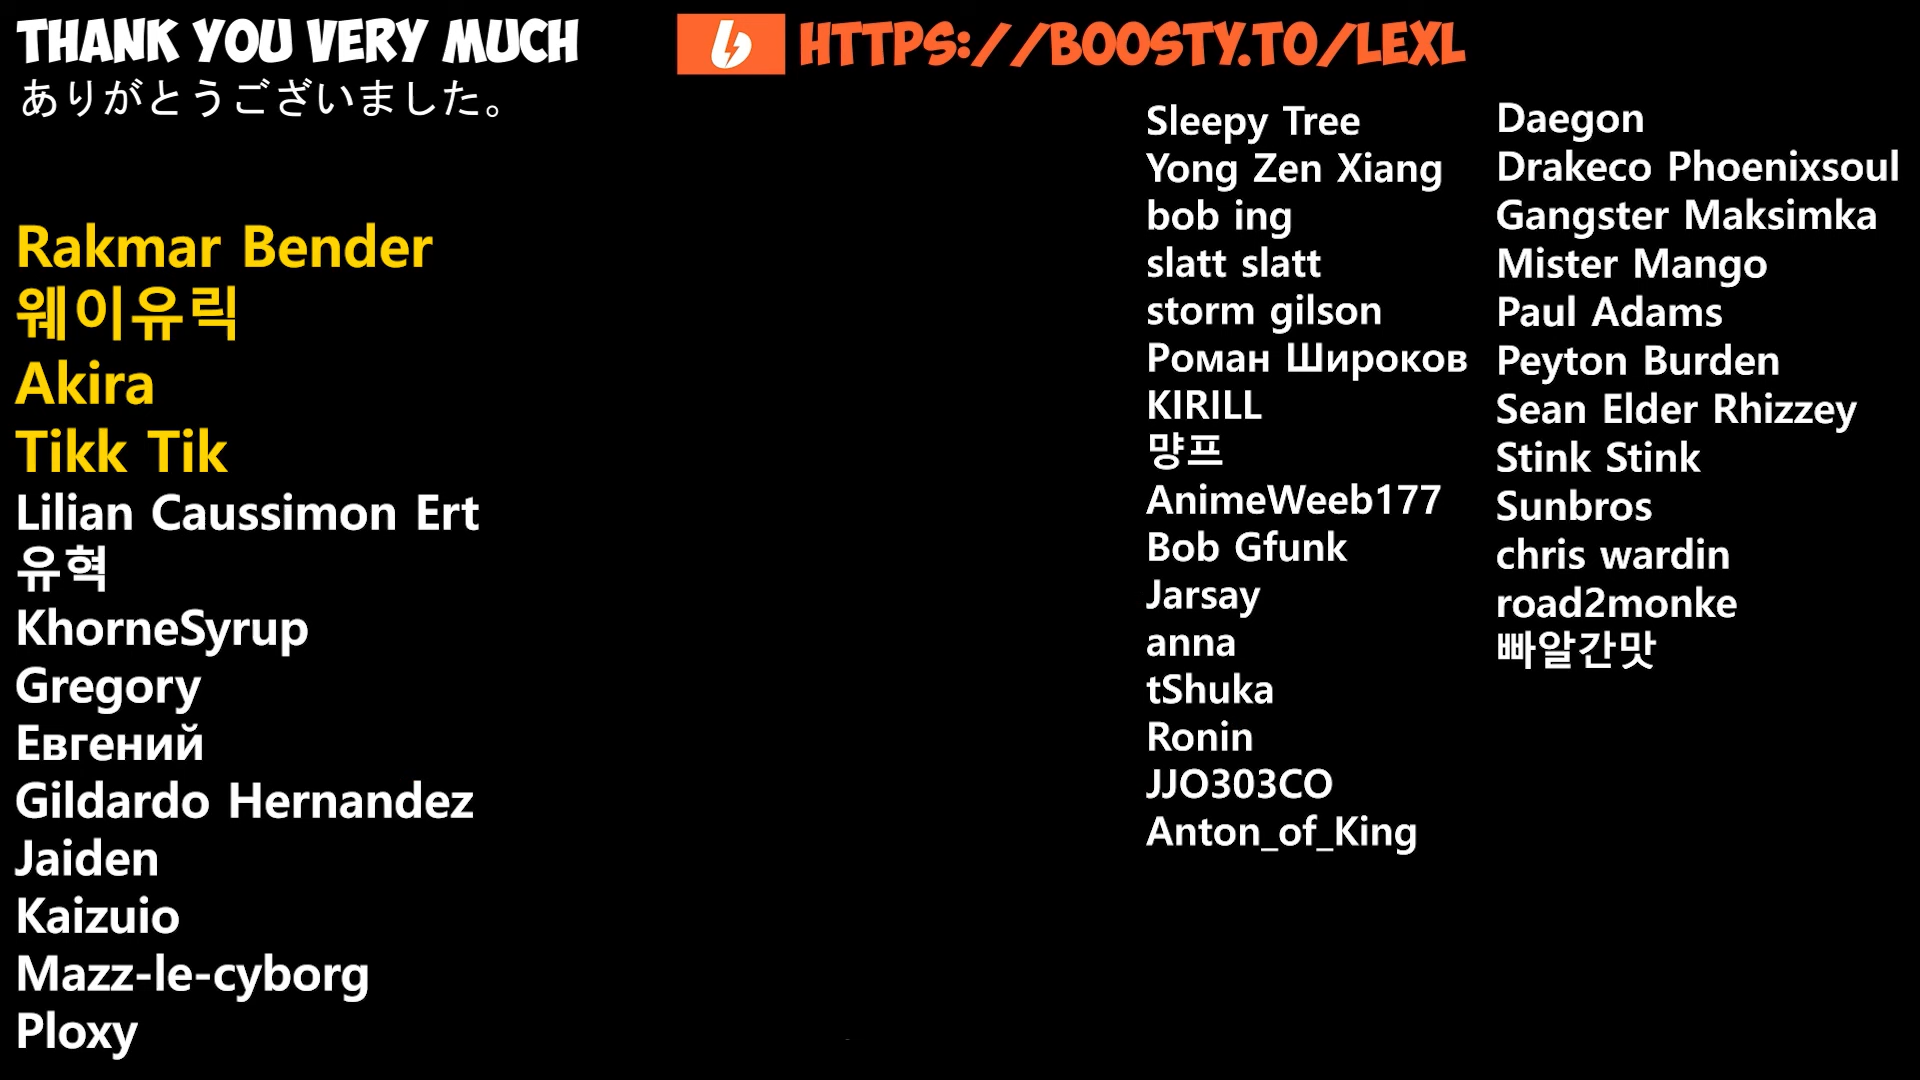 THANK YOU VERY MUCH
ありがとうございました。
HTTPS://BOOSTY.TO/LEXL
Rakmar Bender
웨이유릭
Akira
Tikk Tik
Lilian Caussimon Ert
유혁
KhorneSyrup
Gregory
Евгений
Gildardo Hernandez
Jaiden
Kaizuio
Mazz-le-cyborg
Ploxy
Sleepy Tree
Yong Zen Xiang
bob ing
slatt slatt
storm gilson
Роман Широков
KIRILL
먕프
AnimeWeeb177
Bob Gfunk
Jarsay
anna
tShuka
Ronin
JJO303CO
Anton_of_King
Daegon
Drakeco Phoenixsoul
Gangster Maksimka
Mister Mango
Paul Adams
Peyton Burden
Sean Elder Rhizzey
Stink Stink
Sunbros
chris wardin
road2monke
빠알간맛